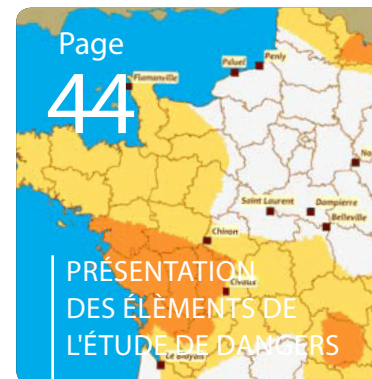 Page
44
Paluel
Penly
Flamanville
Saint Laurent
Dampierre
Belleville
Chinon
Civaux
PRÉSENTATION
DES ÉLÈMENTS DE
L'ÉTUDE DE DANGERS
Le Blayais